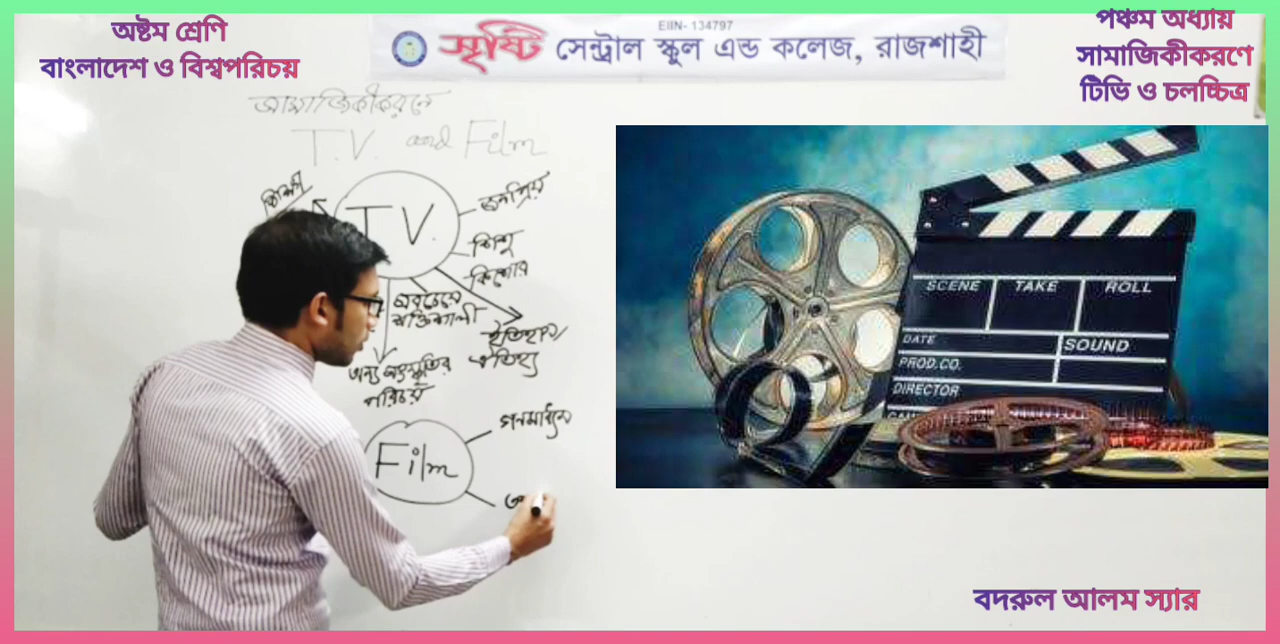 অষ্টম শ্রেণি
বাংলাদেশ ও বিশ্বপরিচয়
EIIN- 134797
সৃষ্টি সেন্ট্রাল স্কুল এন্ড কলেজ, রাজশাহী
পঞ্চম অধ্যায়
সামাজিকীকরণে
টিভি ও চলচ্চিত্র
সামাজিকীকরনে
T.V. and Film
T V.
জনপ্রিয়
শিশু
কিশোর
সবচেয়ে
শক্তিশালী
ইতিহাস/
ঐতিহ্য
অন্য সংস্কৃতির
পরিচয়
Film
গনমাধ্যম
SCENE TAKE ROLL
DATE
SOUND
PROD.CO.
DIRECTOR
বদরুল আলম স্যার